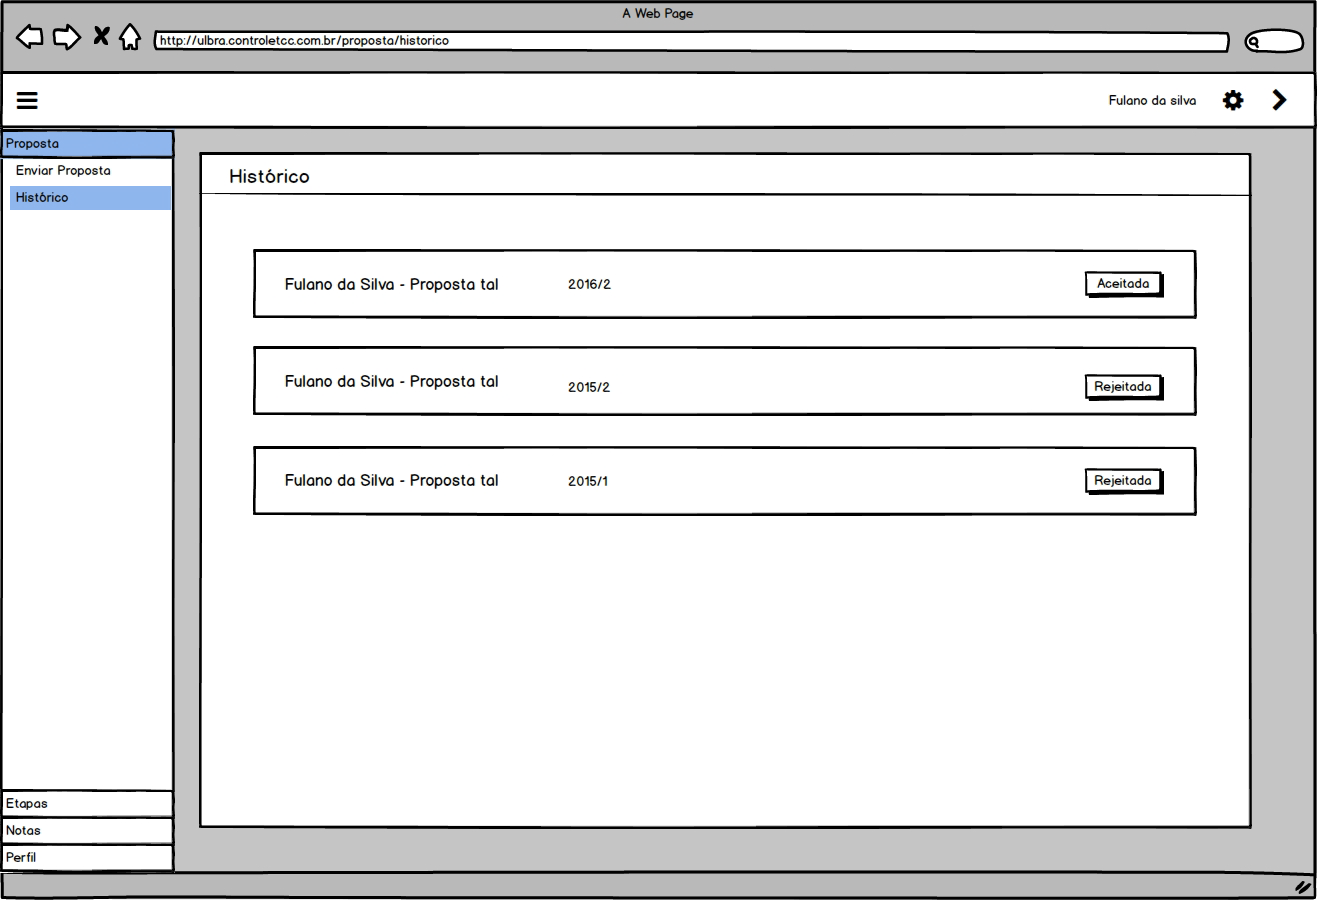 A Web Page
http://ulbra.controletcc.com.br/proposta/historico
Fulano da silva
Proposta
Enviar Proposta
Histórico
Etapas
Notas
Perfil
Histórico
Fulano da Silva - Proposta tal 2016/2 Aceitada
Fulano da Silva - Proposta tal 2015/2 Rejeitada
Fulano da Silva - Proposta tal 2015/1 Rejeitada